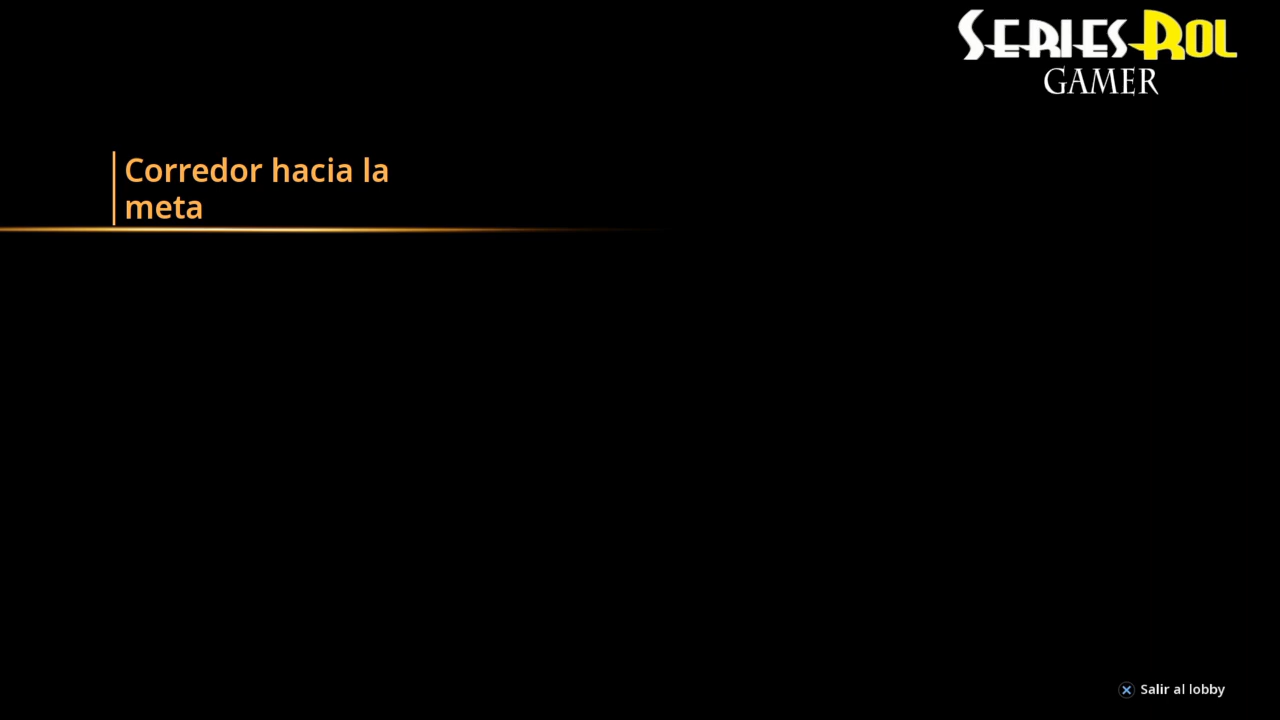 SERIES ROL
GAMER
Corredor hacia la
meta
Salir al lobby